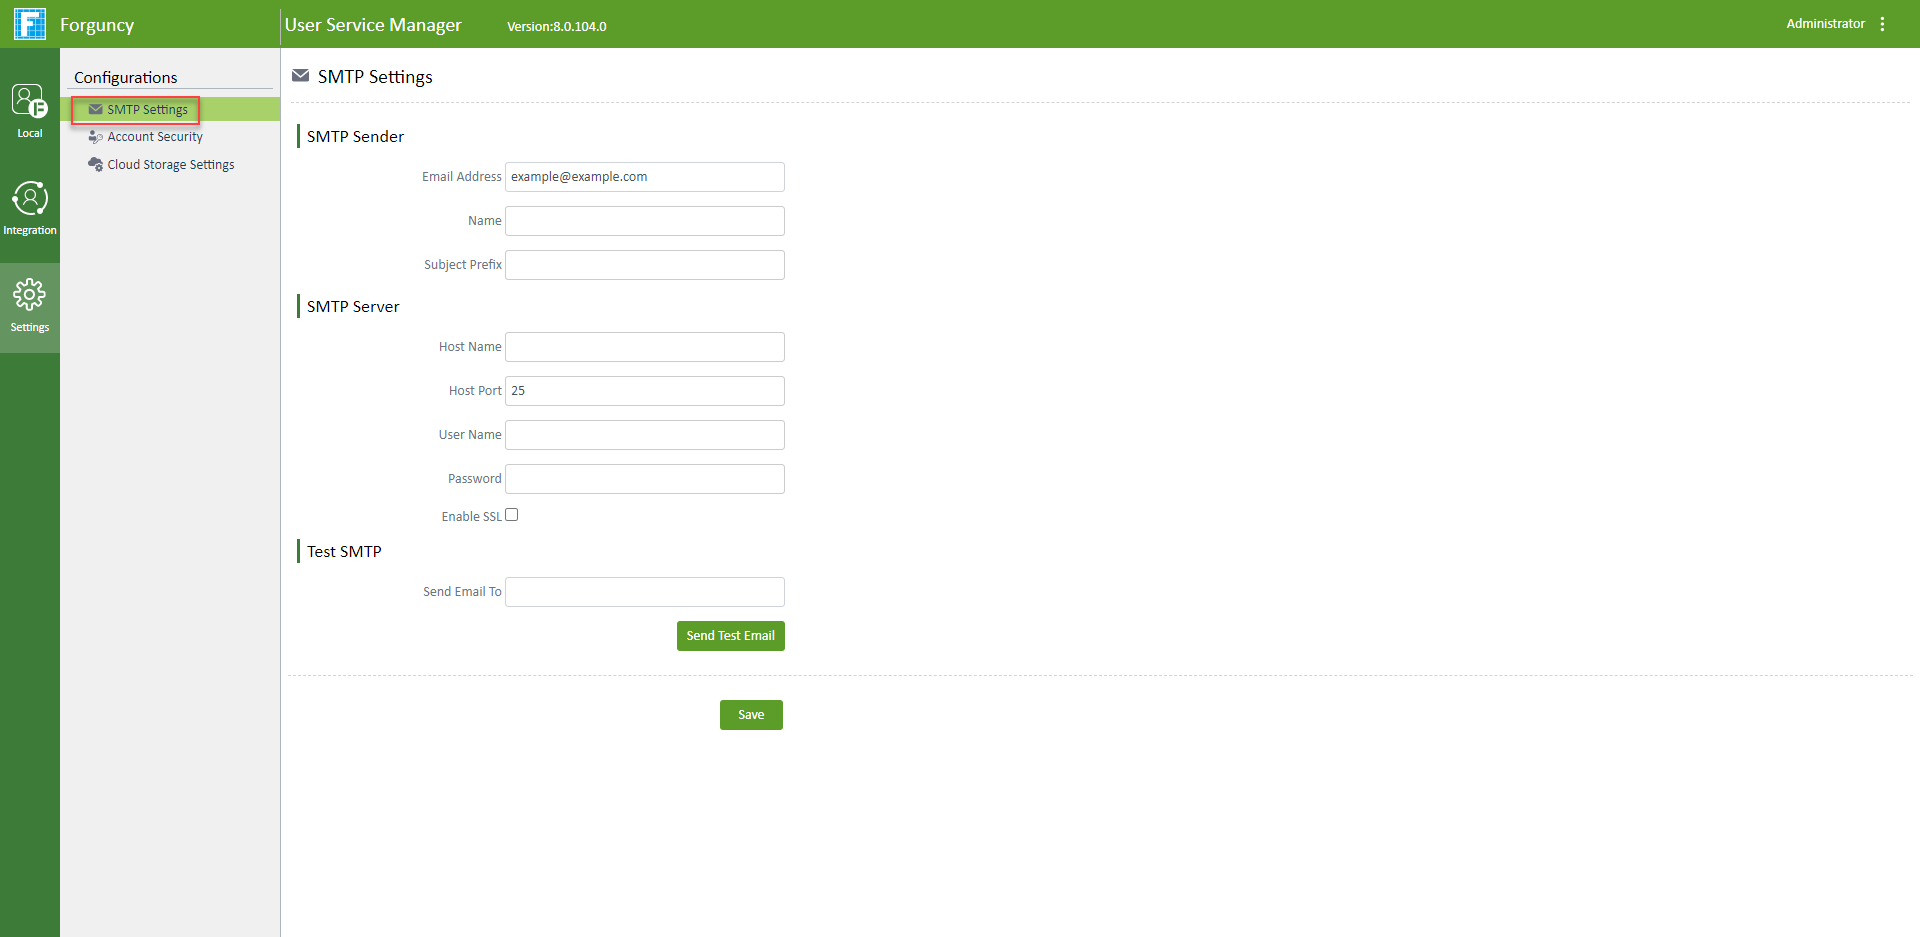 Forguncy
User Service Manager
Version:8.0.104.0
Administrator
Local
Integration
Settings
Configurations
SMTP Settings
Account Security
Cloud Storage Settings
SMTP Settings
SMTP Sender
Email Address example@example.com
Name
Subject Prefix
SMTP Server
Host Name
Host Port 25
User Name
Password
Enable SSL
Test SMTP
Send Email To
Send Test Email
Save